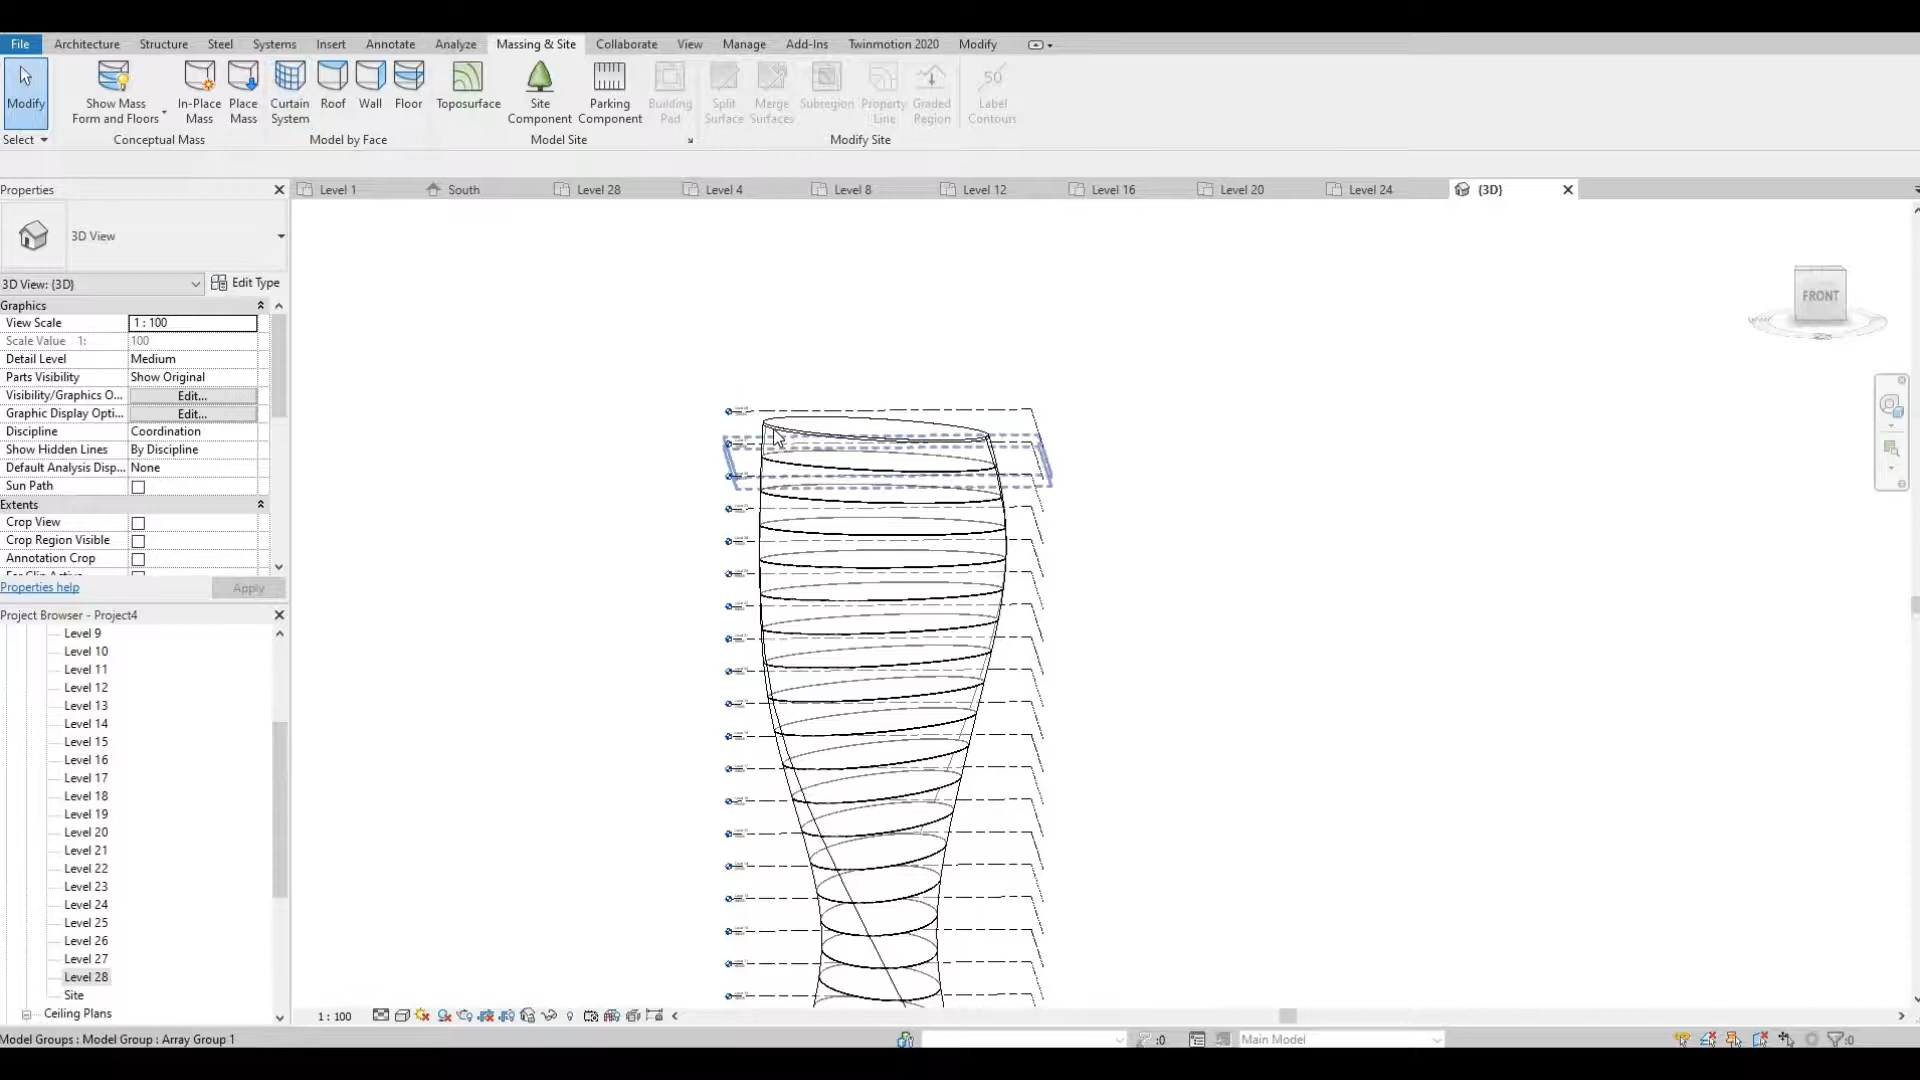 File Architecture Structure Steel Systems Insert Annotate Analyze Massing & Site Collaborate View Manage Add-Ins Twinmotion 2020 Modify
Modify
Show Mass Form and Floors
In-Place Mass
Place Mass
Curtain System
Roof
Wall
Floor
Toposurface
Site Component
Parking Component
Building Pad
Split Surface
Merge Surfaces
Subregion
Property Line
Graded Region
50
Label Contours
Select Conceptual Mass Model by Face Model Site Modify Site
Properties
Level 1 South Level 28 Level 4 Level 8 Level 12 Level 16 Level 20 Level 24 {3D}
3D View
3D View: {3D} Edit Type
Graphics
View Scale 1 : 100
Scale Value 1: 100
Detail Level Medium
Parts Visibility Show Original
Visibility/Graphics O... Edit...
Graphic Display Opti... Edit...
Discipline Coordination
Show Hidden Lines By Discipline
Default Analysis Disp... None
Sun Path
Extents
Crop View
Crop Region Visible
Annotation Crop
Properties help Apply
FRONT
Project Browser - Project4
Level 9
Level 10
Level 11
Level 12
Level 13
Level 14
Level 15
Level 16
Level 17
Level 18
Level 19
Level 20
Level 21
Level 22
Level 23
Level 24
Level 25
Level 26
Level 27
Level 28
Site
Ceiling Plans
1 : 100
Model Groups : Model Group : Array Group 1
:0
Main Model
:0